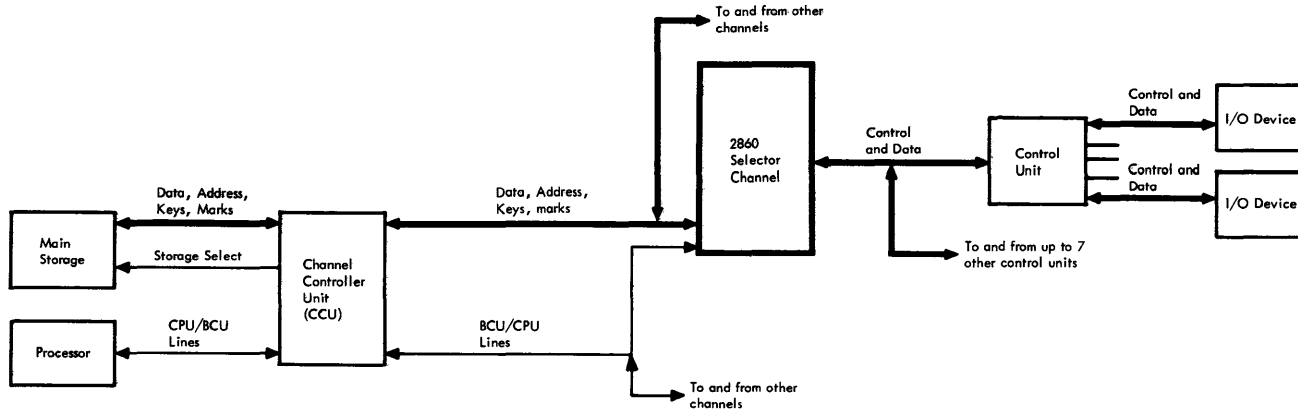 To and from other
channels
2860
Selector
Channel
Control
and Data
Control
Unit
Control and
Data
I/O Device
Control and
Data
I/O Device
To and from up to 7
other control units
Data, Address,
Keys, Marks
Data, Address,
Keys, marks
Main
Storage
Storage Select
Channel
Controller
Unit
(CCU)
Processor
CPU/BCU
Lines
BCU/CPU
Lines
To and from other
channels